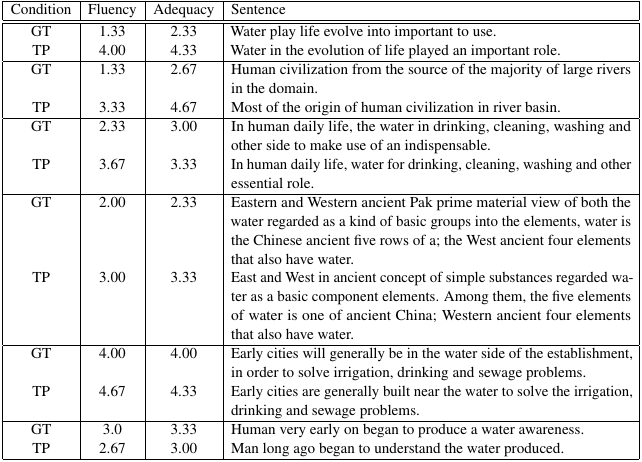 Condition Fluency Adequacy Sentence
GT 1.33 2.33 Water play life evolve into important to use.
TP 4.00 4.33 Water in the evolution of life played an important role.
GT 1.33 2.67 Human civilization from the source of the majority of large rivers
in the domain.
TP 3.33 4.67 Most of the origin of human civilization in river basin.
GT 2.33 3.00 In human daily life, the water in drinking, cleaning, washing and
other side to make use of an indispensable.
TP 3.67 3.33 In human daily life, water for drinking, cleaning, washing and other
essential role.
GT 2.00 2.33 Eastern and Western ancient Pak prime material view of both the
water regarded as a kind of basic groups into the elements, water is
the Chinese ancient five rows of a; the West ancient four elements
that also have water.
TP 3.00 3.33 East and West in ancient concept of simple substances regarded wa-
ter as a basic component elements. Among them, the five elements
of water is one of ancient China; Western ancient four elements
that also have water.
GT 4.00 4.00 Early cities will generally be in the water side of the establishment,
in order to solve irrigation, drinking and sewage problems.
TP 4.67 4.33 Early cities are generally built near the water to solve the irrigation,
drinking and sewage problems.
GT 3.0 3.33 Human very early on began to produce a water awareness.
TP 2.67 3.00 Man long ago began to understand the water produced.